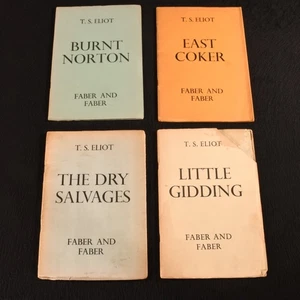 T. S. ELIOT
BURNT
NORTON
FABER AND
FABER
T. S. ELIOT
EAST
COKER
FABER AND
FABER
T. S. ELIOT
THE DRY
SALVAGES
FABER AND
FABER
T. S. ELIOT
LITTLE
GIDDING
FABER AND
FABER